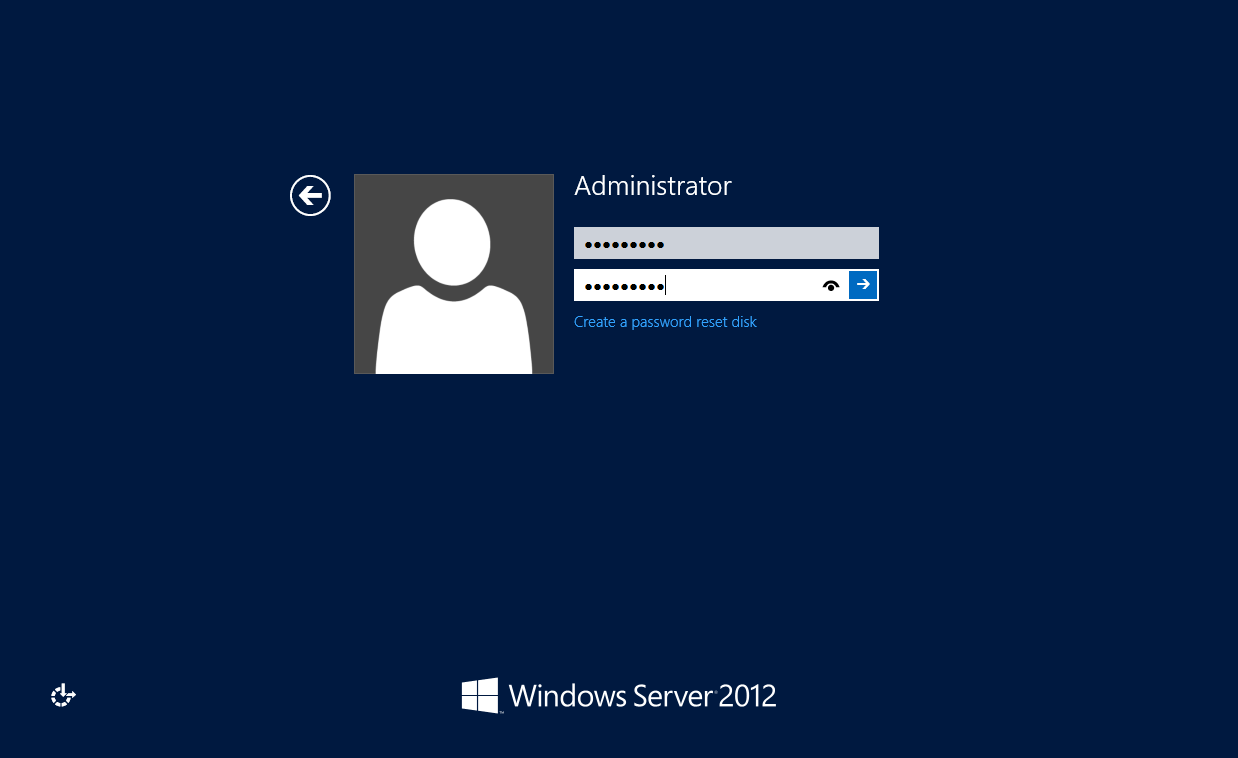 Administrator
●●●●●●●●●
●●●●●●●●●
Create a password reset disk
Windows Server® 2012